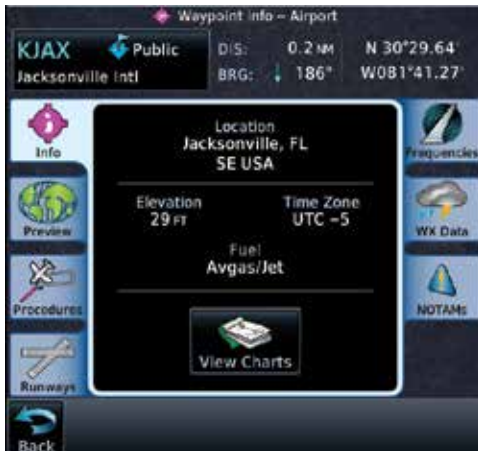 Waypoint Info – Airport
KJAX Public DIS: 0.2 NM N 30°29.64'
Jacksonville Intl BRG: 186° W081°41.27'
Info
Location
Jacksonville, FL
SE USA
Frequencies
Preview
Elevation
29 FT
Time Zone
UTC –5
WX Data
Fuel
Avgas/Jet
Procedures
NOTAMs
View Charts
Runways
Back